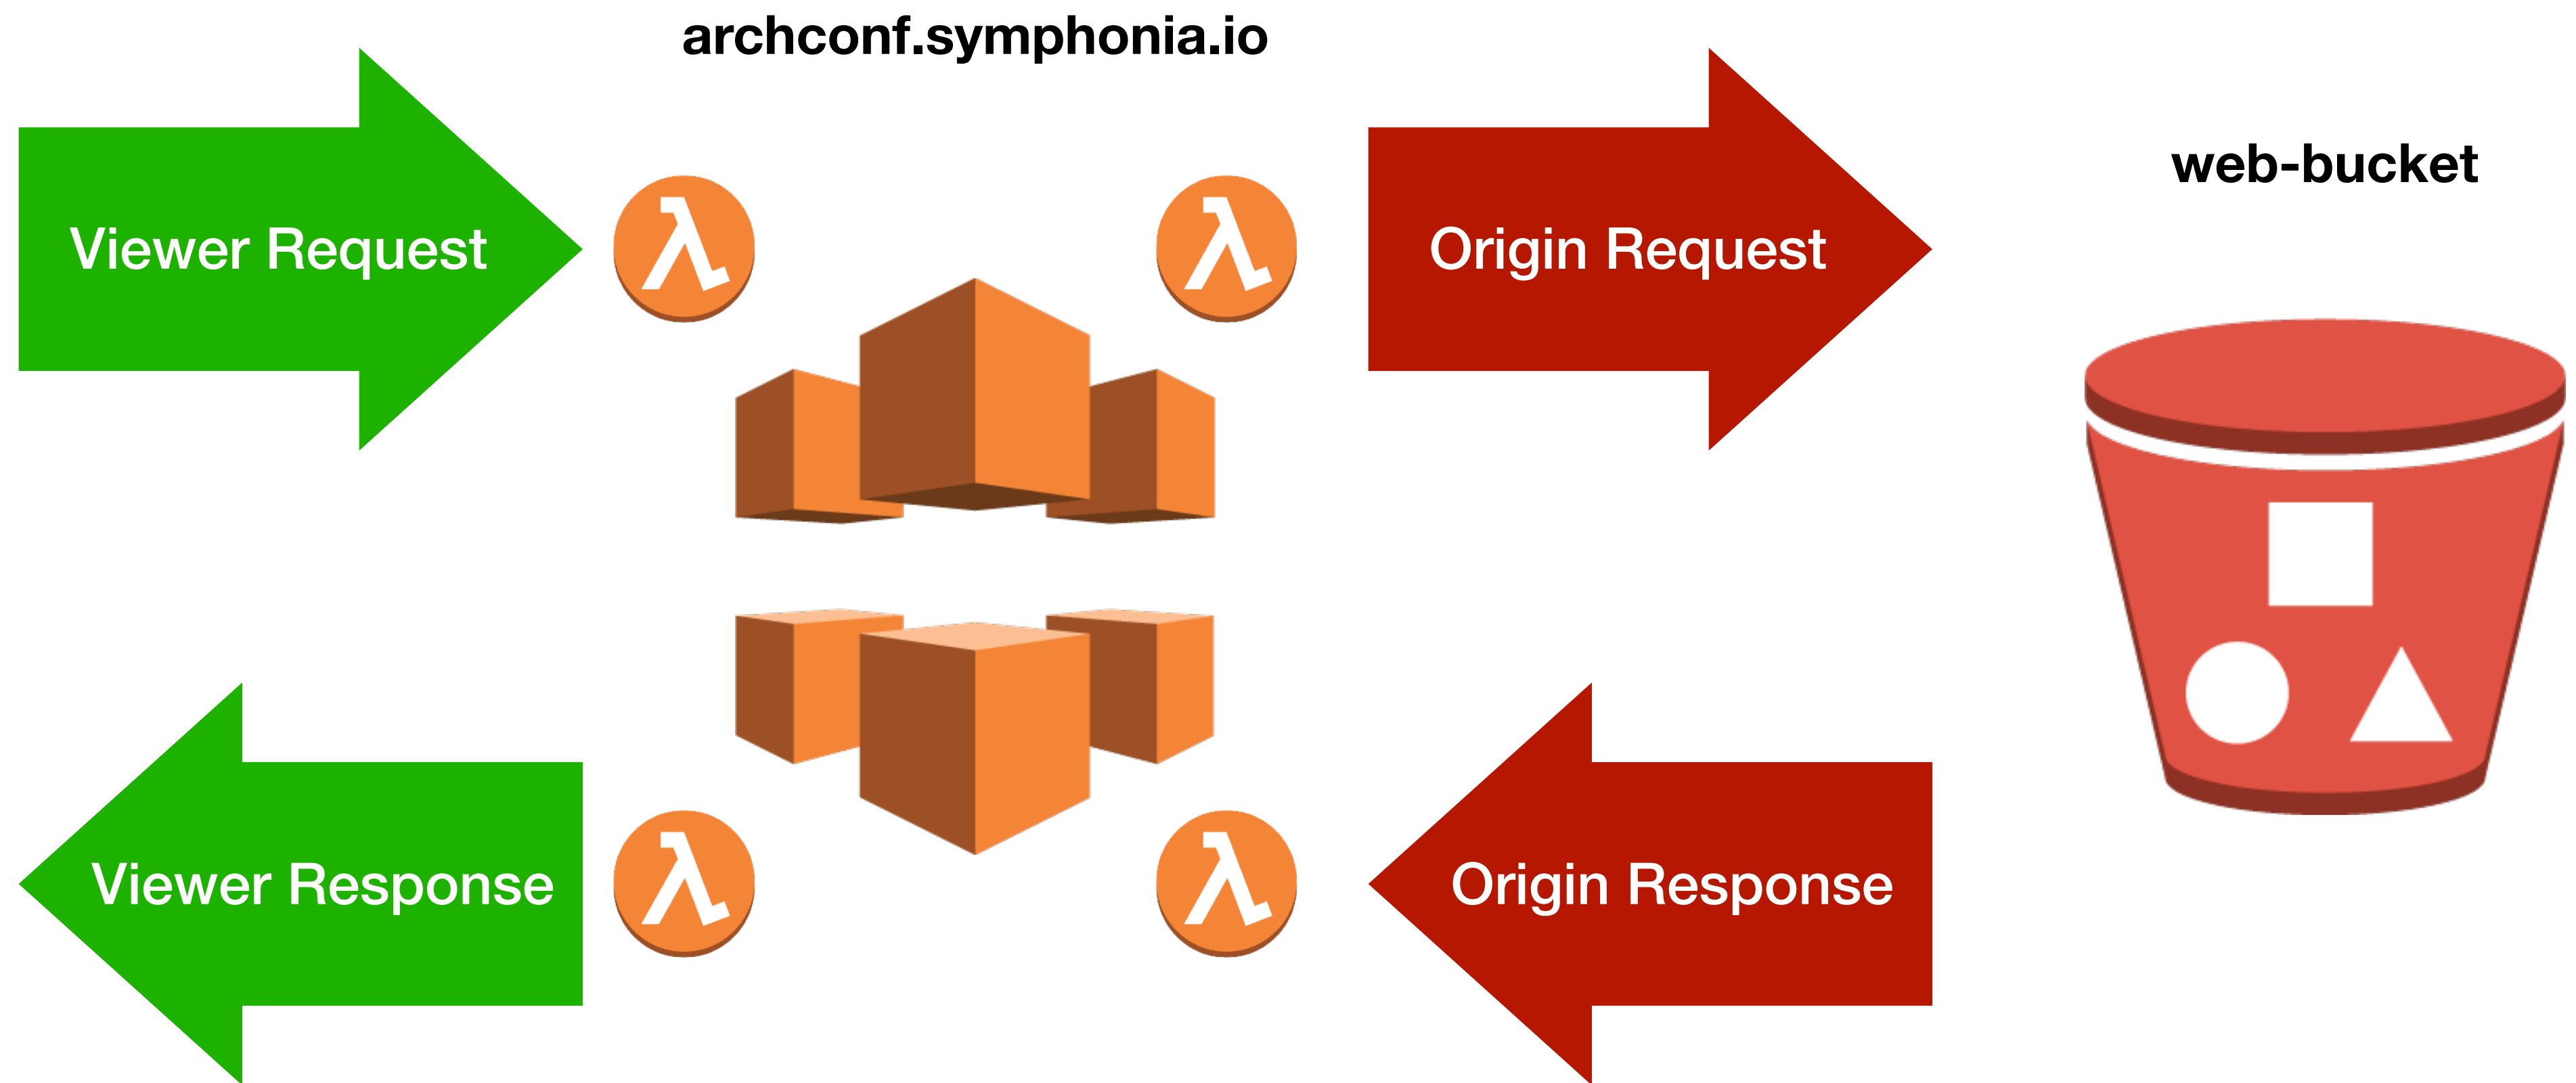 archconf.symphonia.io
web-bucket
Viewer Request
Origin Request
Viewer Response
Origin Response